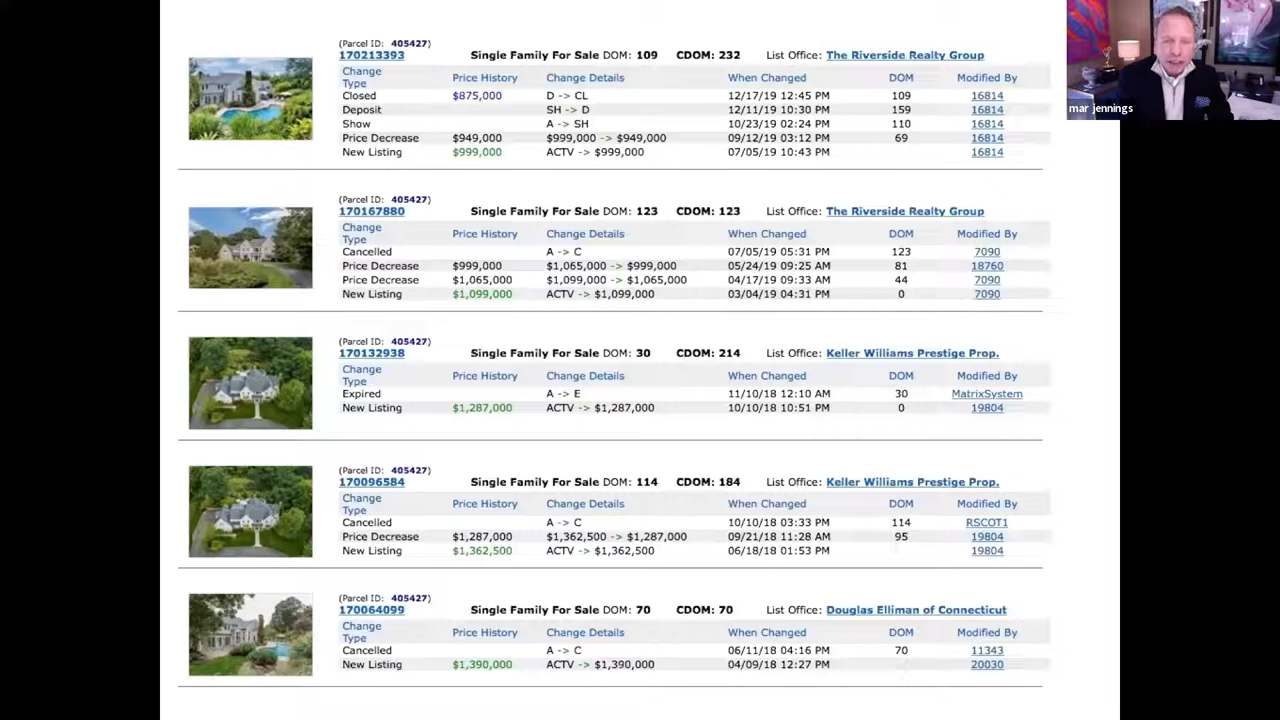 mar jennings
(Parcel ID: 405427)
170213393 Single Family For Sale DOM: 109 CDOM: 232 List Office: The Riverside Realty Group
Change Type Price History Change Details When Changed DOM Modified By
Closed $875,000 D -> CL 12/17/19 12:45 PM 109 16814
Deposit SH -> D 12/11/19 10:30 PM 159 16814
Show A -> SH 10/23/19 02:24 PM 110 16814
Price Decrease $949,000 $999,000 -> $949,000 09/12/19 03:12 PM 69 16814
New Listing $999,000 ACTV -> $999,000 07/05/19 10:43 PM 16814
(Parcel ID: 405427)
170167880 Single Family For Sale DOM: 123 CDOM: 123 List Office: The Riverside Realty Group
Change Type Price History Change Details When Changed DOM Modified By
Cancelled A -> C 07/05/19 05:31 PM 123 7090
Price Decrease $999,000 $1,065,000 -> $999,000 05/24/19 09:25 AM 81 18760
Price Decrease $1,065,000 $1,099,000 -> $1,065,000 04/17/19 09:33 AM 44 7090
New Listing $1,099,000 ACTV -> $1,099,000 03/04/19 04:31 PM 0 7090
(Parcel ID: 405427)
170132938 Single Family For Sale DOM: 30 CDOM: 214 List Office: Keller Williams Prestige Prop.
Change Type Price History Change Details When Changed DOM Modified By
Expired A -> E 11/10/18 12:10 AM 30 MatrixSystem
New Listing $1,287,000 ACTV -> $1,287,000 10/10/18 10:51 PM 0 19804
(Parcel ID: 405427)
170096584 Single Family For Sale DOM: 114 CDOM: 184 List Office: Keller Williams Prestige Prop.
Change Type Price History Change Details When Changed DOM Modified By
Cancelled A -> C 10/10/18 03:33 PM 114 RSCOT1
Price Decrease $1,287,000 $1,362,500 -> $1,287,000 09/21/18 11:28 AM 95 19804
New Listing $1,362,500 ACTV -> $1,362,500 06/18/18 01:53 PM 19804
(Parcel ID: 405427)
170064099 Single Family For Sale DOM: 70 CDOM: 70 List Office: Douglas Elliman of Connecticut
Change Type Price History Change Details When Changed DOM Modified By
Cancelled A -> C 06/11/18 04:16 PM 70 11343
New Listing $1,390,000 ACTV -> $1,390,000 04/09/18 12:27 PM 20030